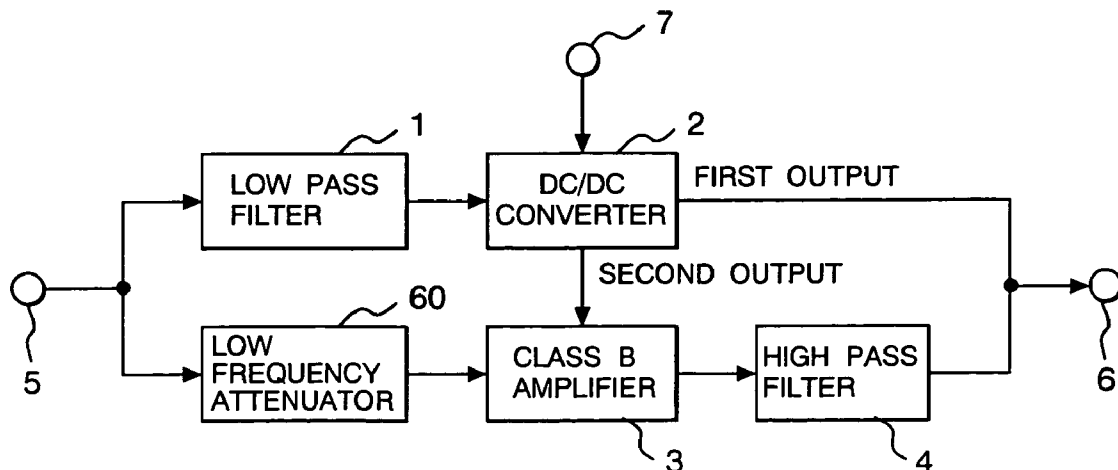 7
1
2
LOW PASS
FILTER
DC/DC
CONVERTER
FIRST OUTPUT
SECOND OUTPUT
5
60
6
LOW
FREQUENCY
ATTENUATOR
CLASS B
AMPLIFIER
HIGH PASS
FILTER
3
4